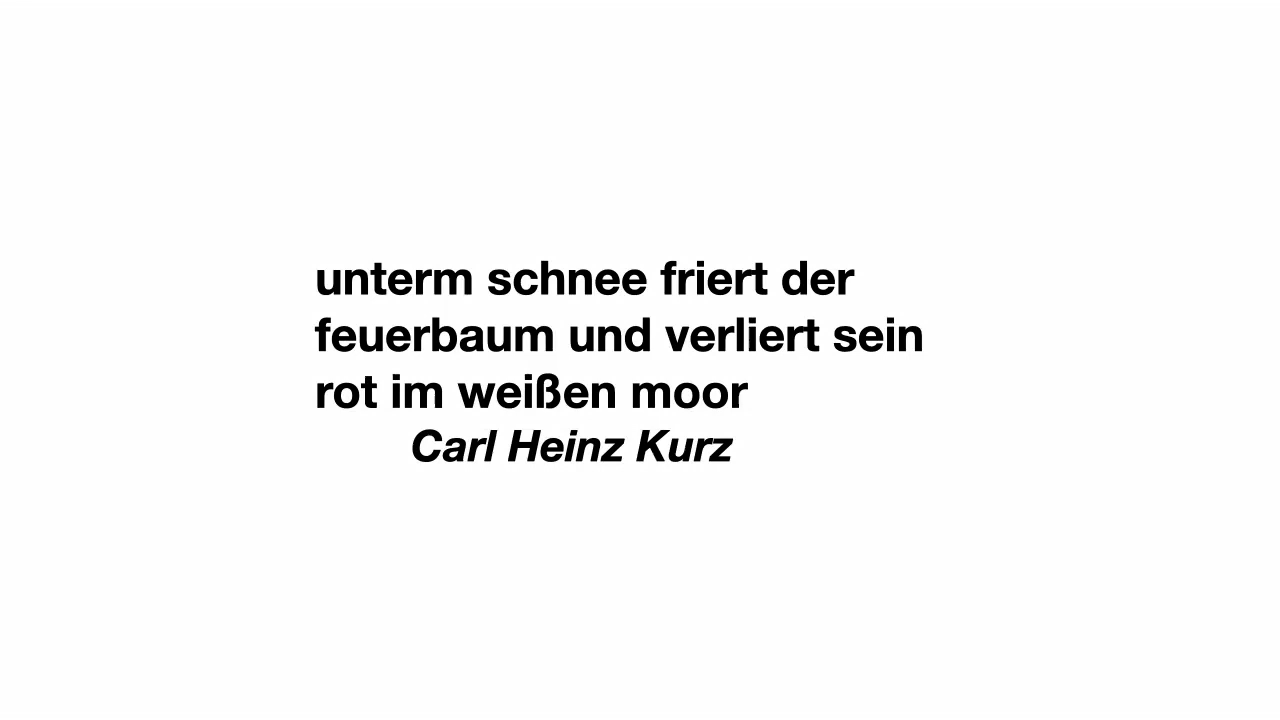 unterm schnee friert der
feuerbaum und verliert sein
rot im weißen moor
Carl Heinz Kurz